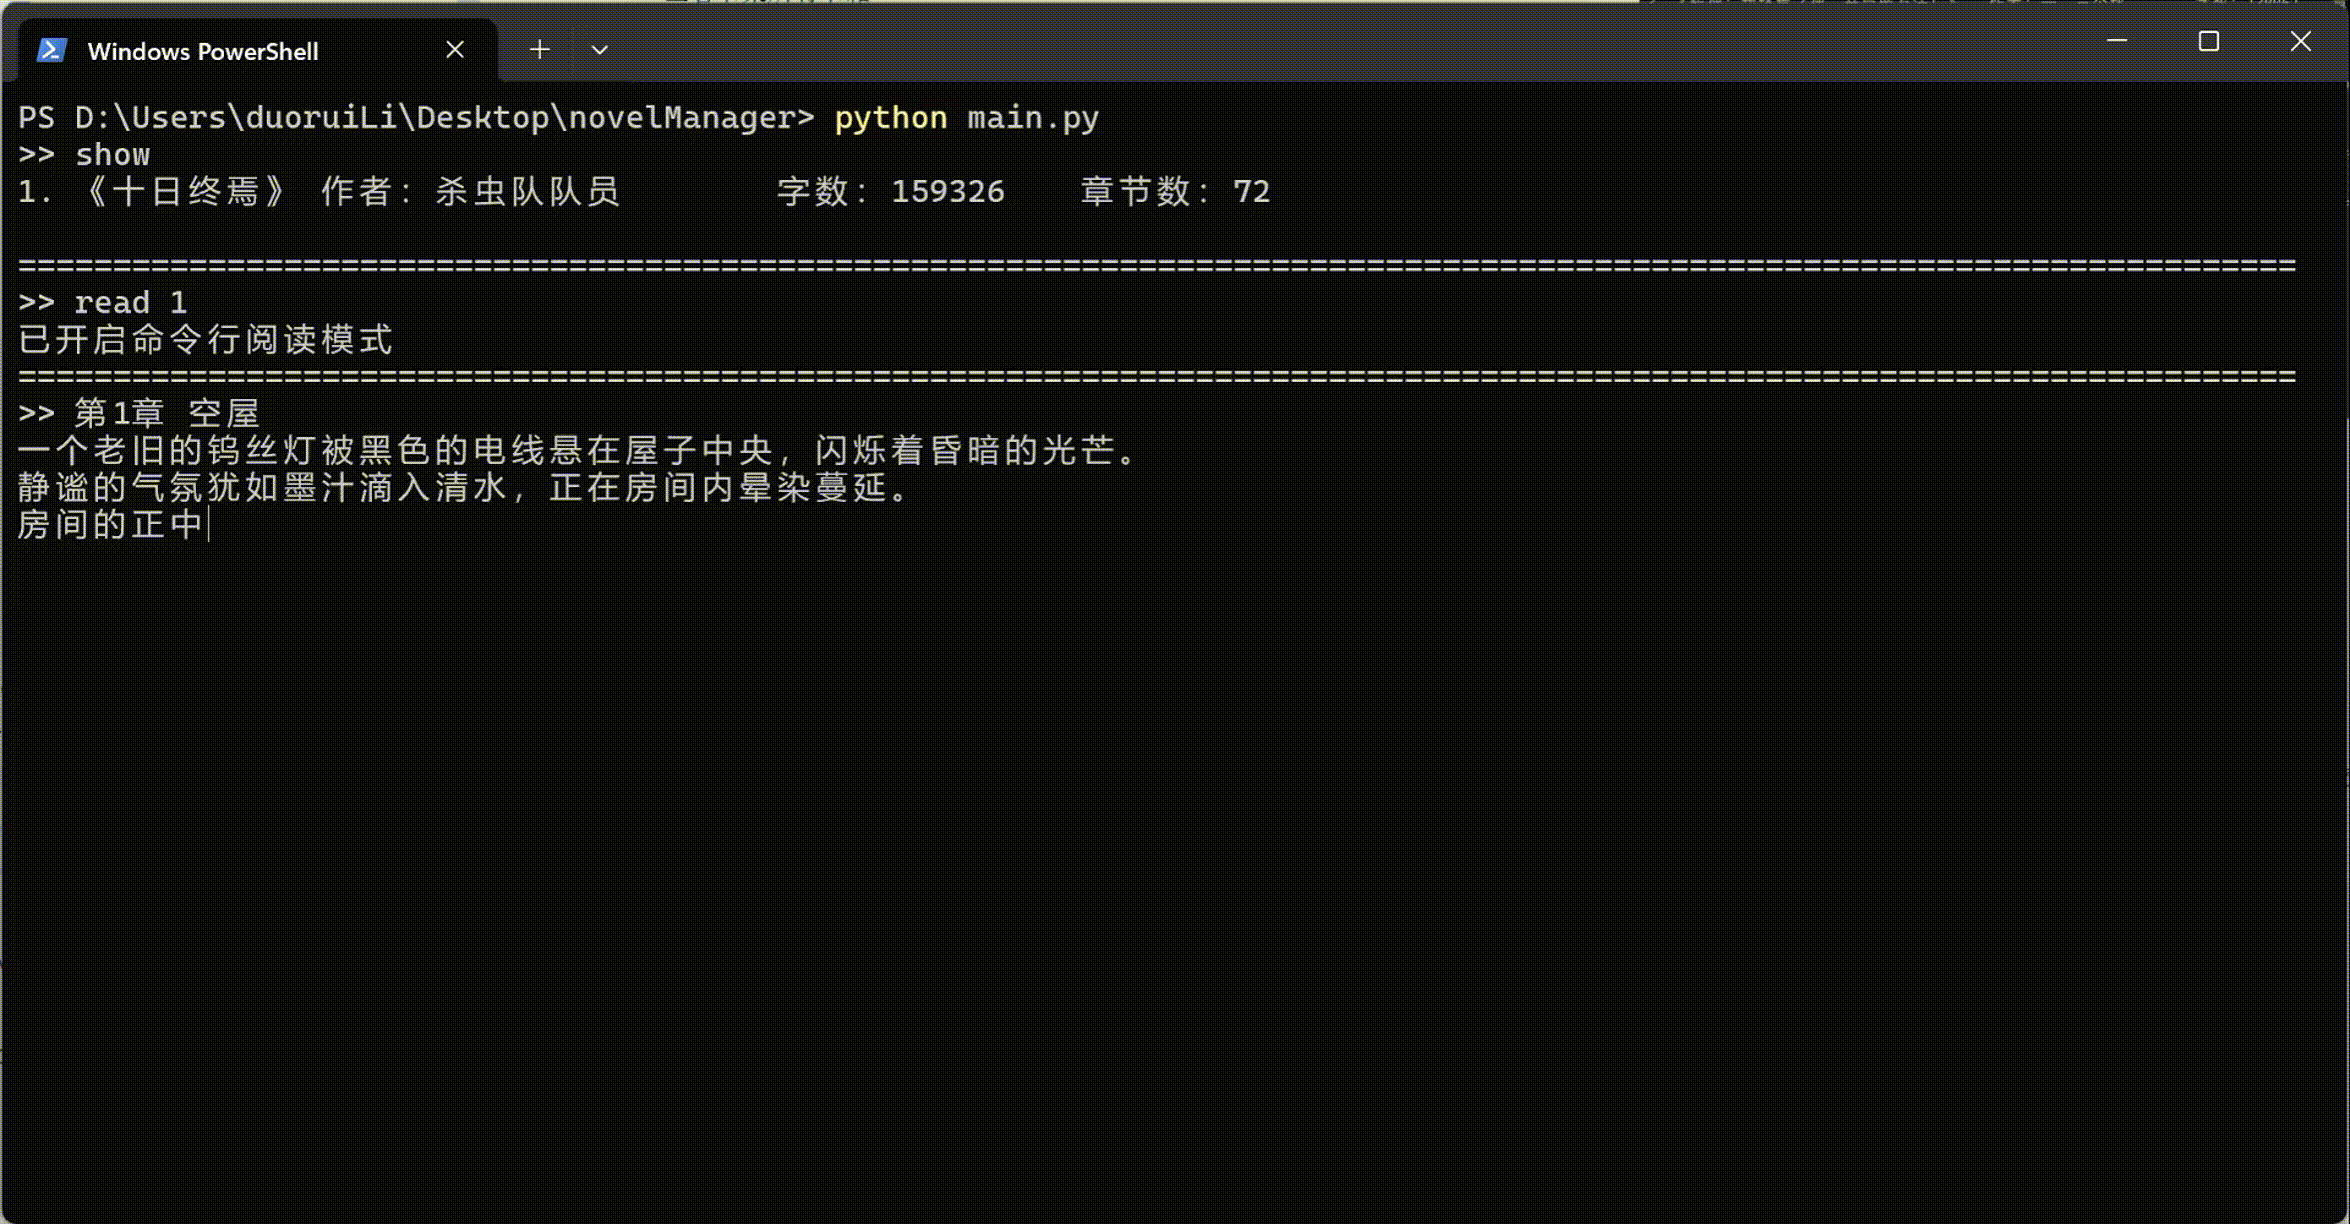 Windows PowerShell
PS D:\Users\duoruiLi\Desktop\novelManager> python main.py
>> show
1. 《十日终焉》 作者：杀虫队队员 字数：159326 章节数：72
========================================================================================================================
>> read 1
已开启命令行阅读模式
========================================================================================================================
>> 第1章 空屋
一个老旧的钨丝灯被黑色的电线悬在屋子中央，闪烁着昏暗的光芒。
静谧的气氛犹如墨汁滴入清水，正在房间内晕染蔓延。
房间的正中